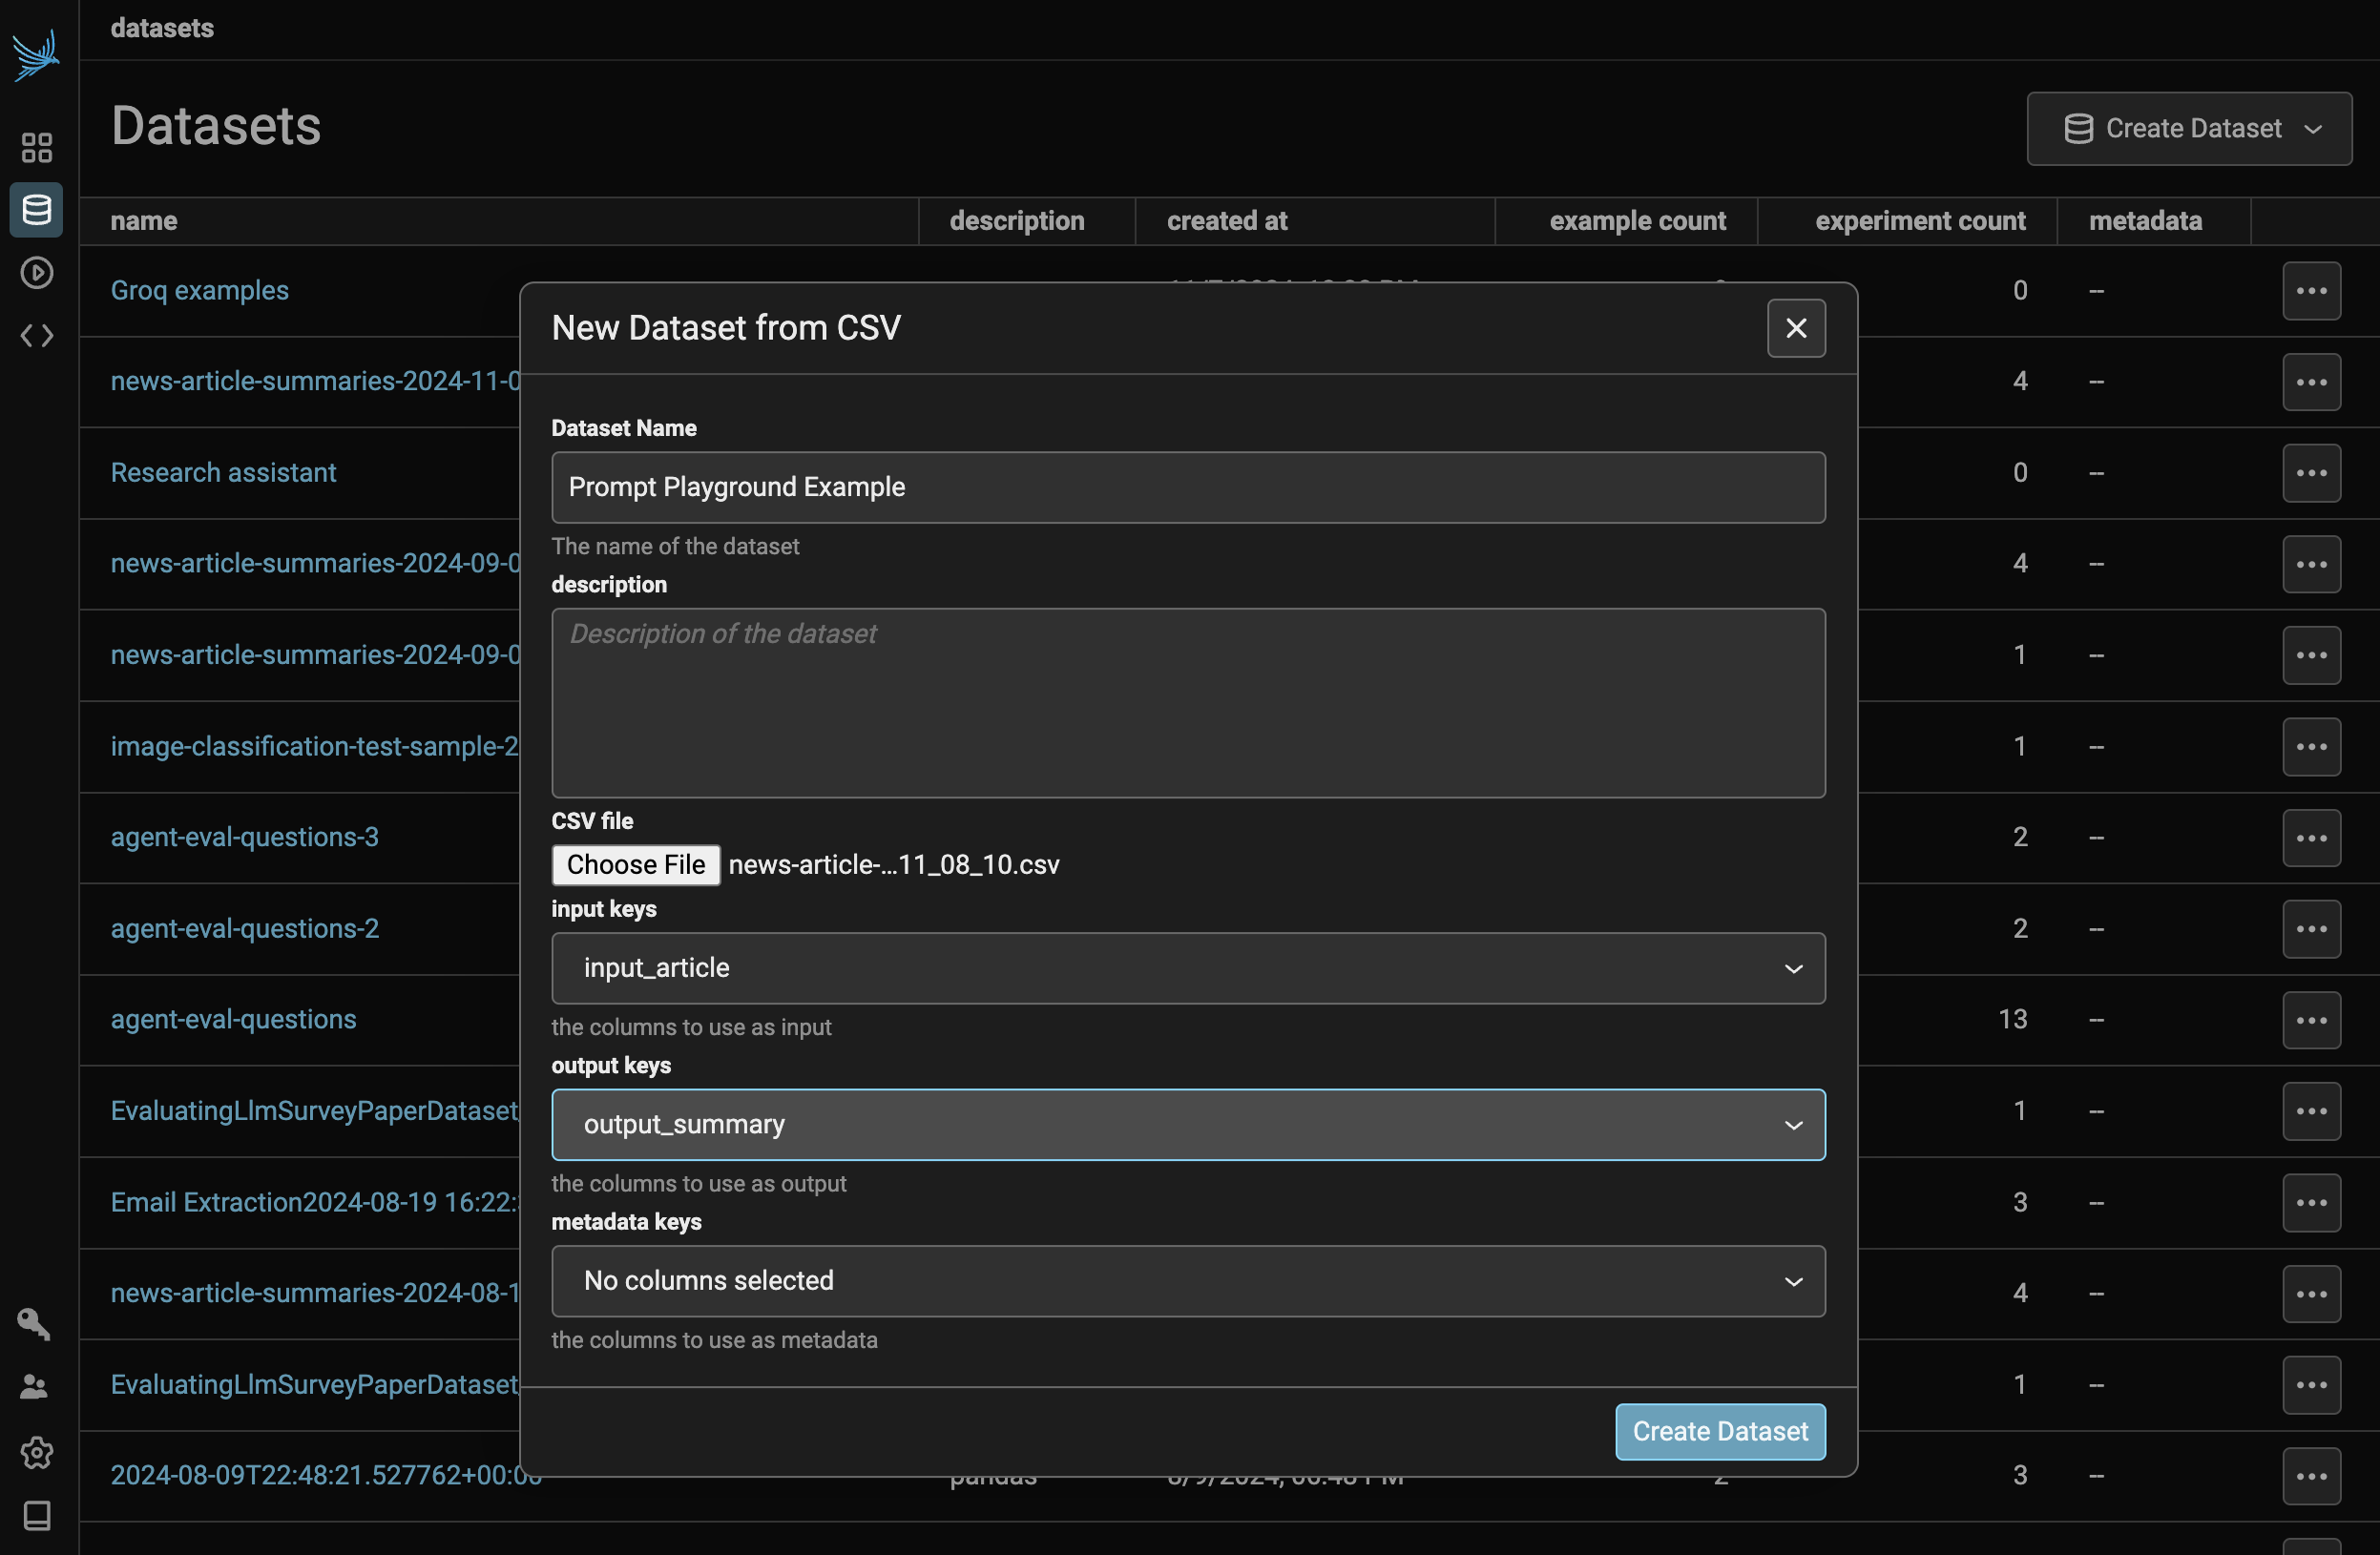 datasets
Datasets
Create Dataset
name description created at example count experiment count metadata
Groq examples 0 --
New Dataset from CSV
news-article-summaries-2024-11-0 4 --
Dataset Name
Research assistant 0 --
Prompt Playground Example
The name of the dataset
news-article-summaries-2024-09-0 4 --
description
Description of the dataset
news-article-summaries-2024-09-0 1 --
image-classification-test-sample-2 1 --
CSV file
agent-eval-questions-3 2 --
Choose File news-article-...11_08_10.csv
input keys
agent-eval-questions-2 2 --
input_article
agent-eval-questions 13 --
the columns to use as input
output keys
EvaluatingLlmSurveyPaperDataset 1 --
output_summary
the columns to use as output
Email Extraction2024-08-19 16:22: 3 --
metadata keys
No columns selected
news-article-summaries-2024-08-1 4 --
the columns to use as metadata
EvaluatingLlmSurveyPaperDataset 1 --
Create Dataset
2024-08-09T22:48:21.527762+00:00 pandas 3 --